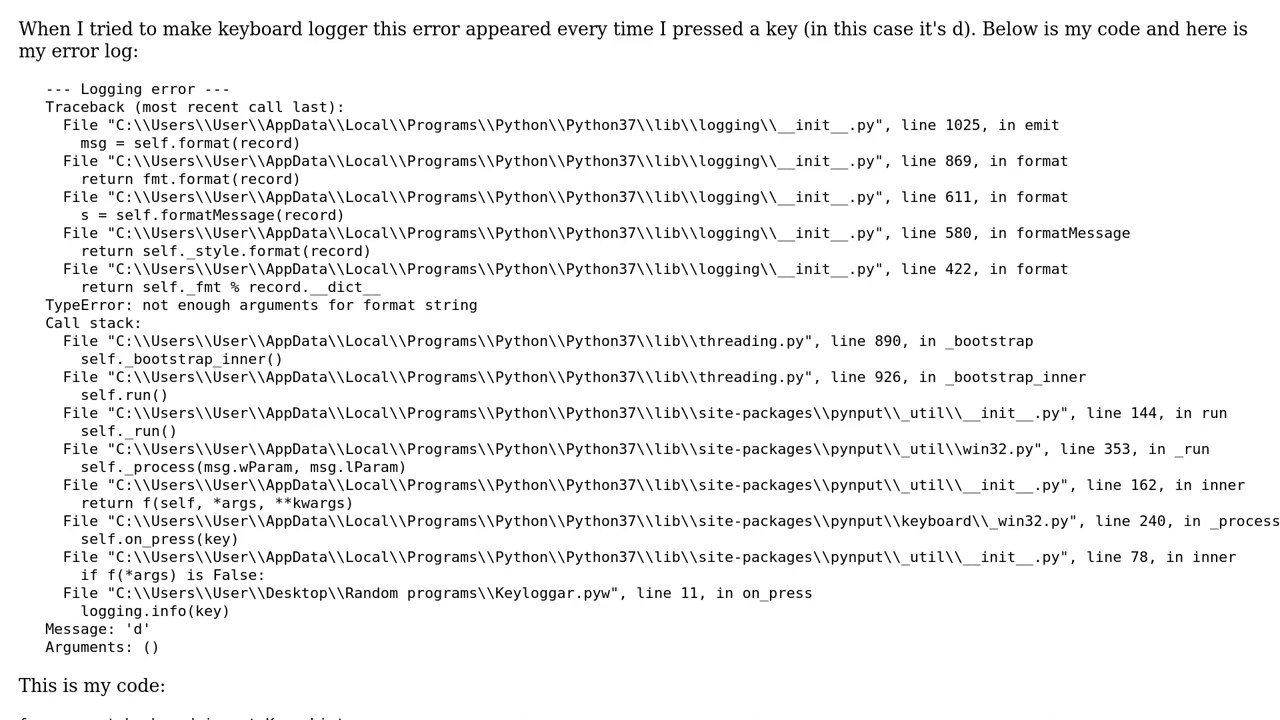 When I tried to make keyboard logger this error appeared every time I pressed a key (in this case it's d). Below is my code and here is
my error log:
--- Logging error ---
Traceback (most recent call last):
  File "C:\\Users\\User\\AppData\\Local\\Programs\\Python\\Python37\\lib\\logging\\__init__.py", line 1025, in emit
    msg = self.format(record)
  File "C:\\Users\\User\\AppData\\Local\\Programs\\Python\\Python37\\lib\\logging\\__init__.py", line 869, in format
    return fmt.format(record)
  File "C:\\Users\\User\\AppData\\Local\\Programs\\Python\\Python37\\lib\\logging\\__init__.py", line 611, in format
    s = self.formatMessage(record)
  File "C:\\Users\\User\\AppData\\Local\\Programs\\Python\\Python37\\lib\\logging\\__init__.py", line 580, in formatMessage
    return self._style.format(record)
  File "C:\\Users\\User\\AppData\\Local\\Programs\\Python\\Python37\\lib\\logging\\__init__.py", line 422, in format
    return self._fmt % record.__dict__
TypeError: not enough arguments for format string
Call stack:
  File "C:\\Users\\User\\AppData\\Local\\Programs\\Python\\Python37\\lib\\threading.py", line 890, in _bootstrap
    self._bootstrap_inner()
  File "C:\\Users\\User\\AppData\\Local\\Programs\\Python\\Python37\\lib\\threading.py", line 926, in _bootstrap_inner
    self.run()
  File "C:\\Users\\User\\AppData\\Local\\Programs\\Python\\Python37\\lib\\site-packages\\pynput\\_util\\__init__.py", line 144, in run
    self._run()
  File "C:\\Users\\User\\AppData\\Local\\Programs\\Python\\Python37\\lib\\site-packages\\pynput\\_util\\win32.py", line 353, in _run
    self._process(msg.wParam, msg.lParam)
  File "C:\\Users\\User\\AppData\\Local\\Programs\\Python\\Python37\\lib\\site-packages\\pynput\\_util\\__init__.py", line 162, in inner
    return f(self, *args, **kwargs)
  File "C:\\Users\\User\\AppData\\Local\\Programs\\Python\\Python37\\lib\\site-packages\\pynput\\keyboard\\_win32.py", line 240, in _process
    self.on_press(key)
  File "C:\\Users\\User\\AppData\\Local\\Programs\\Python\\Python37\\lib\\site-packages\\pynput\\_util\\__init__.py", line 78, in inner
    if f(*args) is False:
  File "C:\\Users\\User\\Desktop\\Random programs\\Keyloggar.pyw", line 11, in on_press
    logging.info(key)
Message: 'd'
Arguments: ()
This is my code: